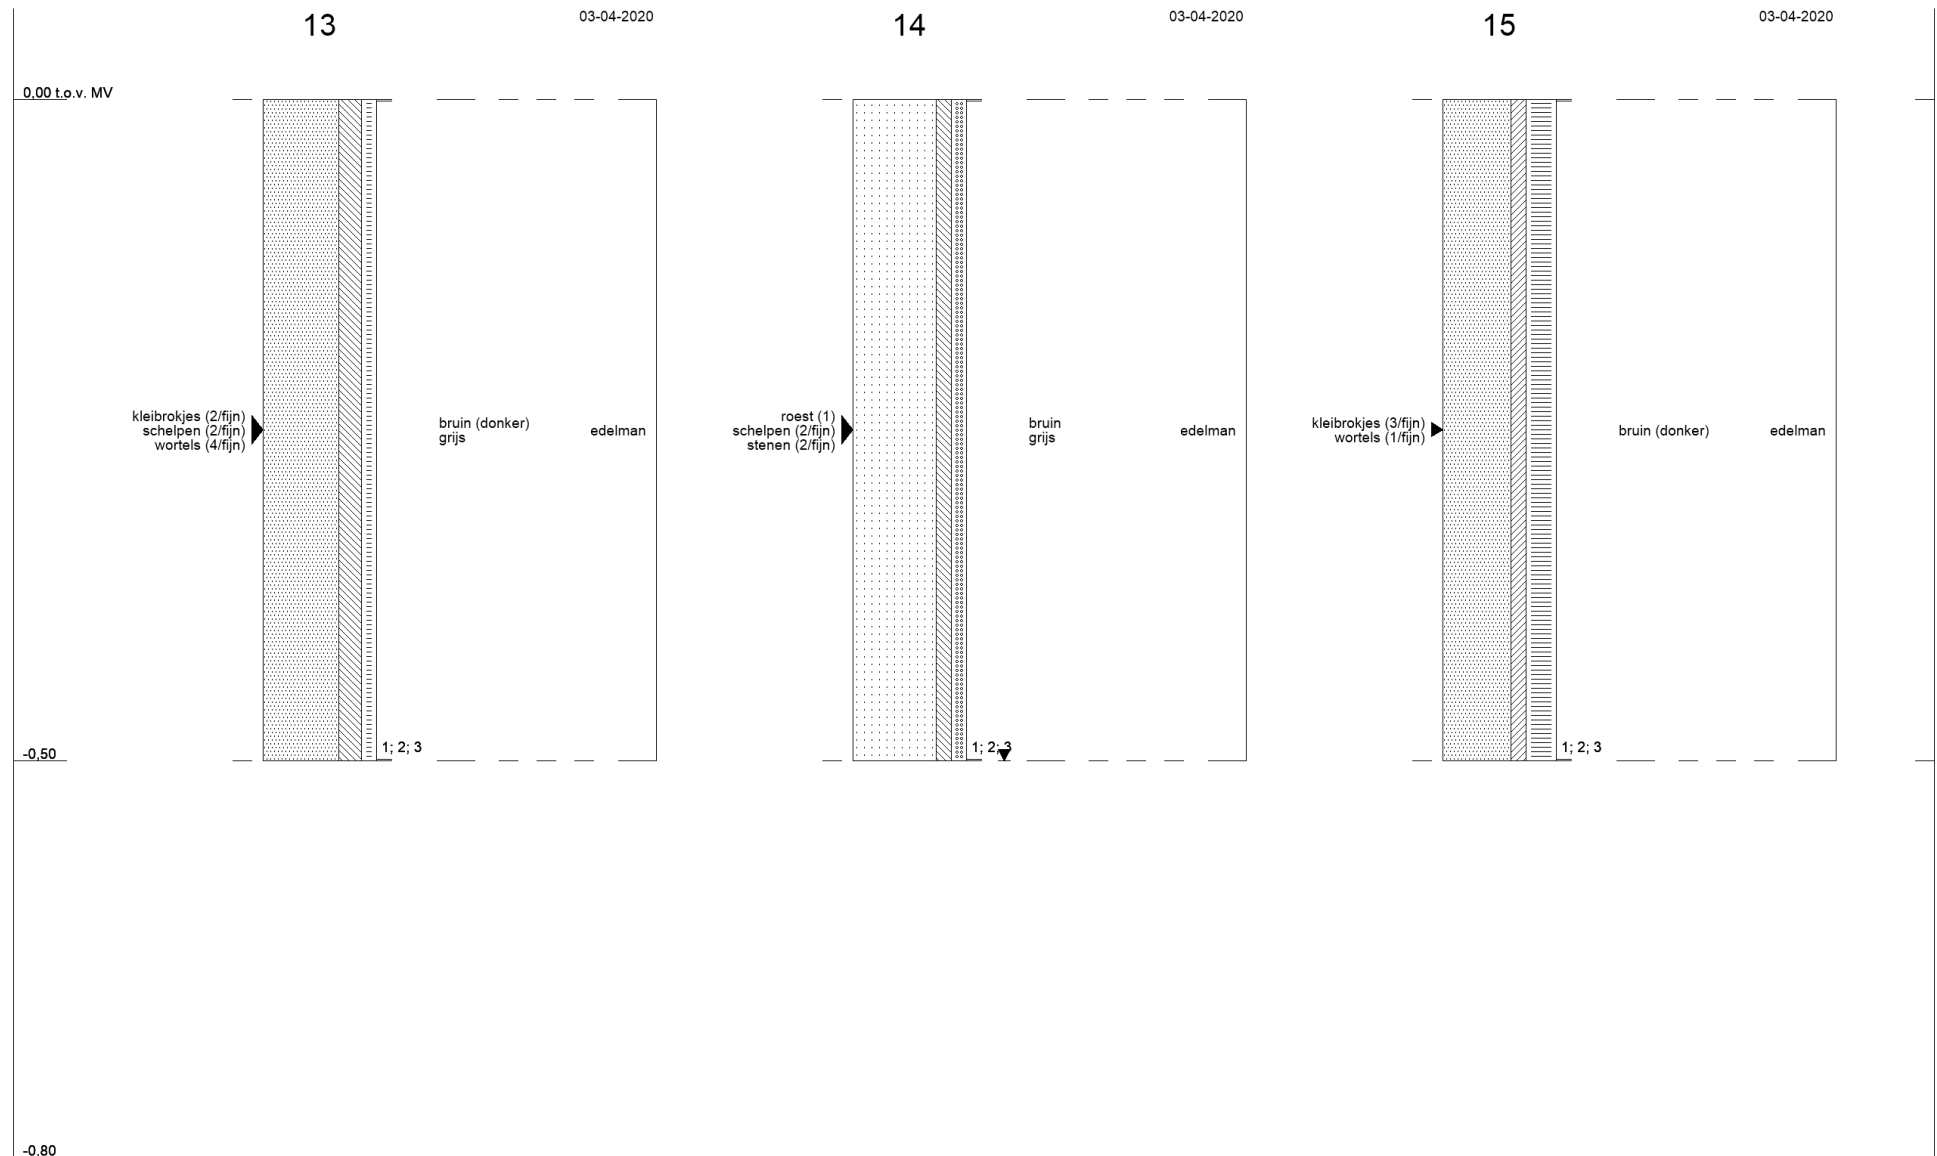 13
03-04-2020
14
03-04-2020
15
03-04-2020
0,00 t.o.v. MV
kleibrokjes (2/fijn)
schelpen (2/fijn)
wortels (4/fijn)
bruin (donker)
grijs
edelman
roest (1)
schelpen (2/fijn)
stenen (2/fijn)
bruin
grijs
edelman
kleibrokjes (3/fijn)
wortels (1/fijn)
bruin (donker)
edelman
1; 2; 3
1; 2; 3
1; 2; 3
-0,50
-0.80